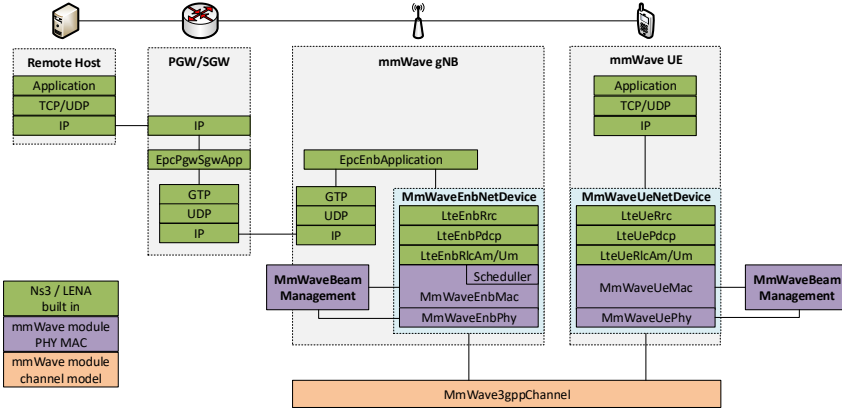 Remote Host
PGW/SGW
mmWave gNB
mmWave UE
Application
TCP/UDP
IP
IP
EpcPgwSgwApp
GTP
UDP
IP
EpcEnbApplication
GTP
UDP
IP
MmWaveEnbNetDevice
LteEnbRrc
LteEnbPdcp
LteEnbRlcAm/Um
Scheduller
MmWaveEnbMac
MmWaveEnbPhy
MmWaveBeam
Management
Application
TCP/UDP
IP
MmWaveUeNetDevice
LteUeRrc
LteUePdcp
LteUeRlcAm/Um
MmWaveUeMac
MmWaveUePhy
MmWaveBeam
Management
Ns3 / LENA
built in
mmWave module
PHY MAC
mmWave module
channel model
MmWave3gppChannel